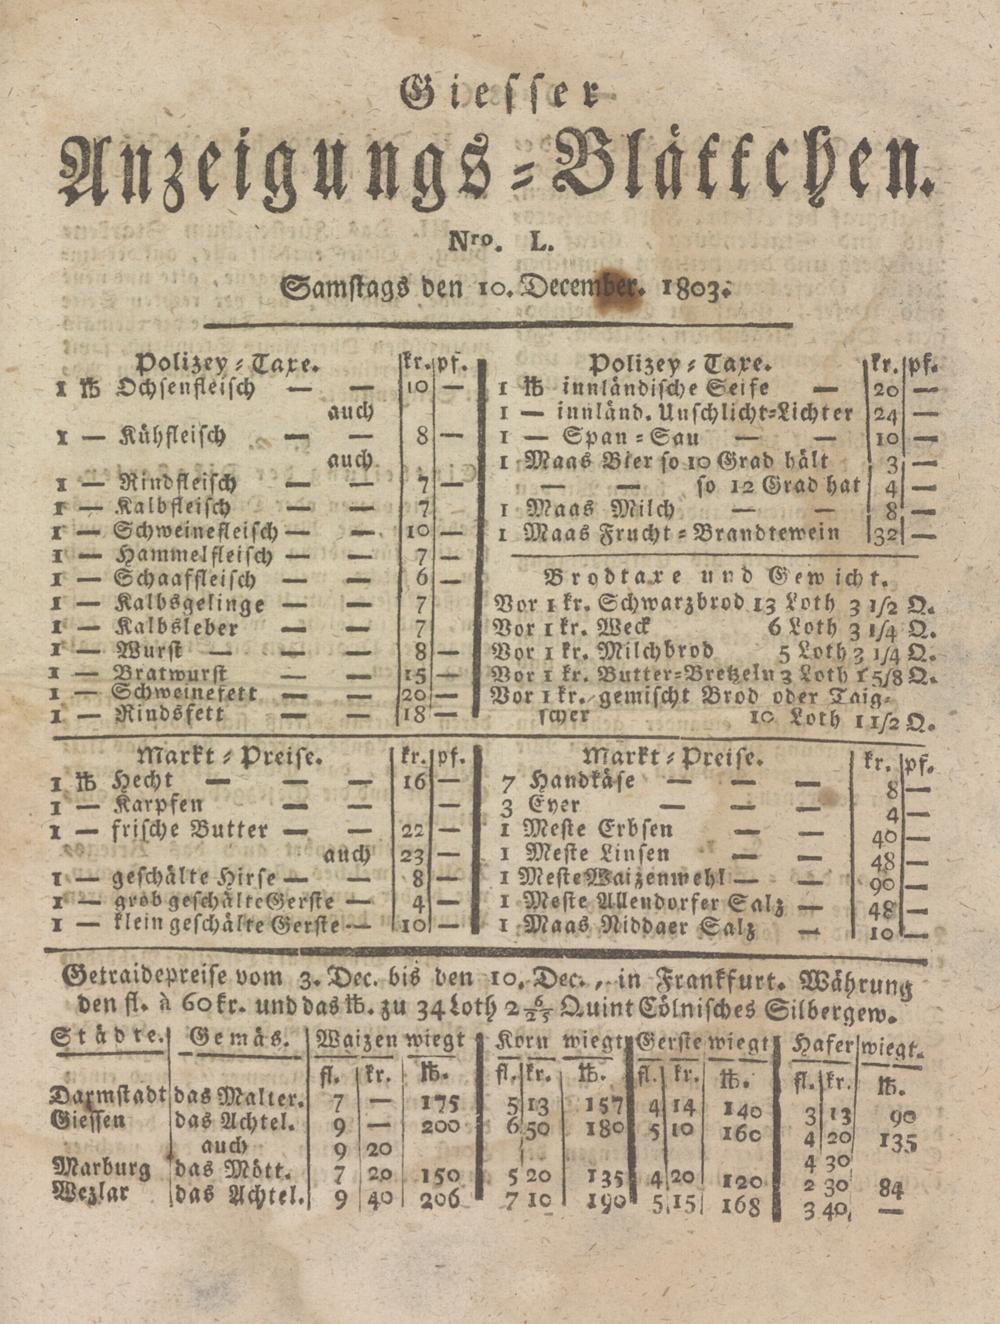 Giesser
Anzeigungs-Blättchen.
Nro. L.
Samstags den 10. December. 1803.
Polizey-Taxe. kr. pf.
1 ℔ Ochsenfleisch — — 10 —
auch
1 — Kühfleisch — — 8 —
auch
1 — Rindfleisch — — 7 —
1 — Kalbfleisch — — 7
1 — Schweinefleisch — — 10 —
1 — Hammelfleisch — — 7 —
1 — Schaaffleisch — — 6 —
1 — Kalbsgelinge — — 7
1 — Kalbsleber — — 7
1 — Wurst — — 8 —
1 — Bratwurst — — 15 —
1 — Schweinefett — — 20 —
1 — Rindsfett — — 18 —
Polizey-Taxe. kr. pf.
1 ℔ innländische Seife — 20 —
1 — innländ. Unschlicht-Lichter 24 —
1 — Span-Sau — — 10 —
1 Maas Bier so 10 Grad hält 3 —
— — so 12 Grad hat 4 —
1 Maas Milch — — 8 —
1 Maas Frucht-Brandtewein 32 —
Brodtaxe und Gewicht.
Vor 1 kr. Schwarzbrod 13 Loth 3 1/2 Q.
Vor 1 kr. Weck 6 Loth 3 1/4 Q.
Vor 1 kr. Milchbrod 5 Loth 3 1/4 Q.
Vor 1 kr. Butter-Bretzeln 3 Loth 1 5/8 Q.
Vor 1 kr. gemischt Brod oder Taig-
scher 10 Loth 1 1/2 Q.
Markt-Preise. kr. pf.
1 ℔ Hecht — — 16 —
1 — Karpfen — — —
1 — frische Butter — — 22 —
auch 23 —
1 — geschälte Hirse — — 8 —
1 — grob geschälte Gerste — 4 —
1 — klein geschälte Gerste — 10 —
Markt-Preise. kr. pf.
7 Handkäse — — — 8 —
3 Eyer — — — 4 —
1 Meste Erbsen — — 40 —
1 Meste Linsen — — 48 —
1 Meste Waizenmehl — — 90 —
1 Meste Allendorfer Salz — 48 —
1 Maas Niddaer Salz — 10 —
Getraidepreise vom 3. Dec. bis den 10. Dec., in Frankfurt. Währung
den fl. à 60 kr. und das ℔. zu 34 Loth 2 6/25 Quint Cölnisches Silbergew.
Städte. Gemäs. Waizen wiegt Korn wiegt Gerste wiegt Hafer wiegt.
fl. kr. ℔. fl. kr. ℔. fl. kr. ℔. fl. kr. ℔.
Darmstadt das Malter. 7 — 175 5 13 157 4 14 140 3 13 90
Giessen das Achtel. 9 — 200 6 50 180 5 10 160 4 20 135
auch 9 20 4 30
Marburg das Mött. 7 20 150 5 20 135 4 20 120 2 30 84
Wezlar das Achtel. 9 40 206 7 10 190 5 15 168 3 40 —